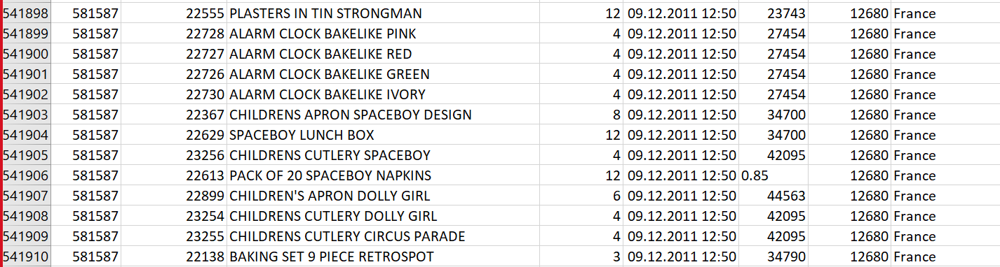 541898 581587 22555 PLASTERS IN TIN STRONGMAN 12 09.12.2011 12:50 23743 12680 France
541899 581587 22728 ALARM CLOCK BAKELIKE PINK 4 09.12.2011 12:50 27454 12680 France
541900 581587 22727 ALARM CLOCK BAKELIKE RED 4 09.12.2011 12:50 27454 12680 France
541901 581587 22726 ALARM CLOCK BAKELIKE GREEN 4 09.12.2011 12:50 27454 12680 France
541902 581587 22730 ALARM CLOCK BAKELIKE IVORY 4 09.12.2011 12:50 27454 12680 France
541903 581587 22367 CHILDRENS APRON SPACEBOY DESIGN 8 09.12.2011 12:50 34700 12680 France
541904 581587 22629 SPACEBOY LUNCH BOX 12 09.12.2011 12:50 34700 12680 France
541905 581587 23256 CHILDRENS CUTLERY SPACEBOY 4 09.12.2011 12:50 42095 12680 France
541906 581587 22613 PACK OF 20 SPACEBOY NAPKINS 12 09.12.2011 12:50 0.85 12680 France
541907 581587 22899 CHILDREN'S APRON DOLLY GIRL 6 09.12.2011 12:50 44563 12680 France
541908 581587 23254 CHILDRENS CUTLERY DOLLY GIRL 4 09.12.2011 12:50 42095 12680 France
541909 581587 23255 CHILDRENS CUTLERY CIRCUS PARADE 4 09.12.2011 12:50 42095 12680 France
541910 581587 22138 BAKING SET 9 PIECE RETROSPOT 3 09.12.2011 12:50 34790 12680 France